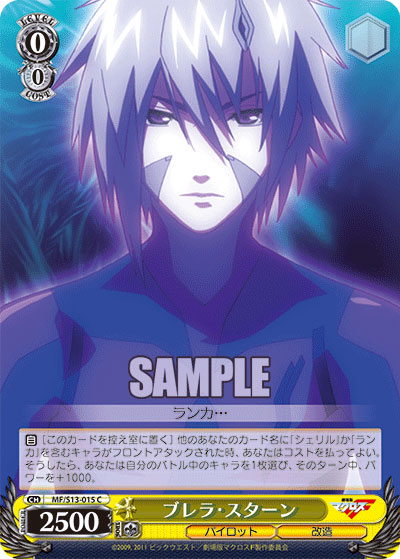 LEVEL
0
0
COST
SAMPLE
ランカ…
自 [このカードを控え室に置く] 他のあなたのカード名に「シェリル」か「ラン
カ」を含むキャラがフロントアタックされた時、あなたはコストを払ってよい。
そうしたら、あなたは自分のバトル中のキャラを1枚選び、そのターン中、パ
ワーを+1000。
CH MF/S13-015 C
2500
ブレラ・スターン
マクロス
パイロット
改造
©2009, 2011 ビックウエスト/劇場版マクロスF製作委員会